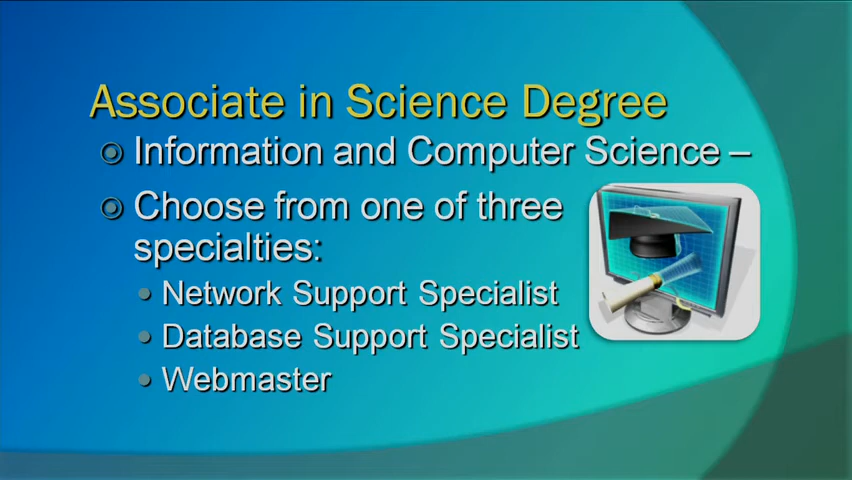 Associate in Science Degree
Information and Computer Science –
Choose from one of three
specialties:
Network Support Specialist
Database Support Specialist
Webmaster